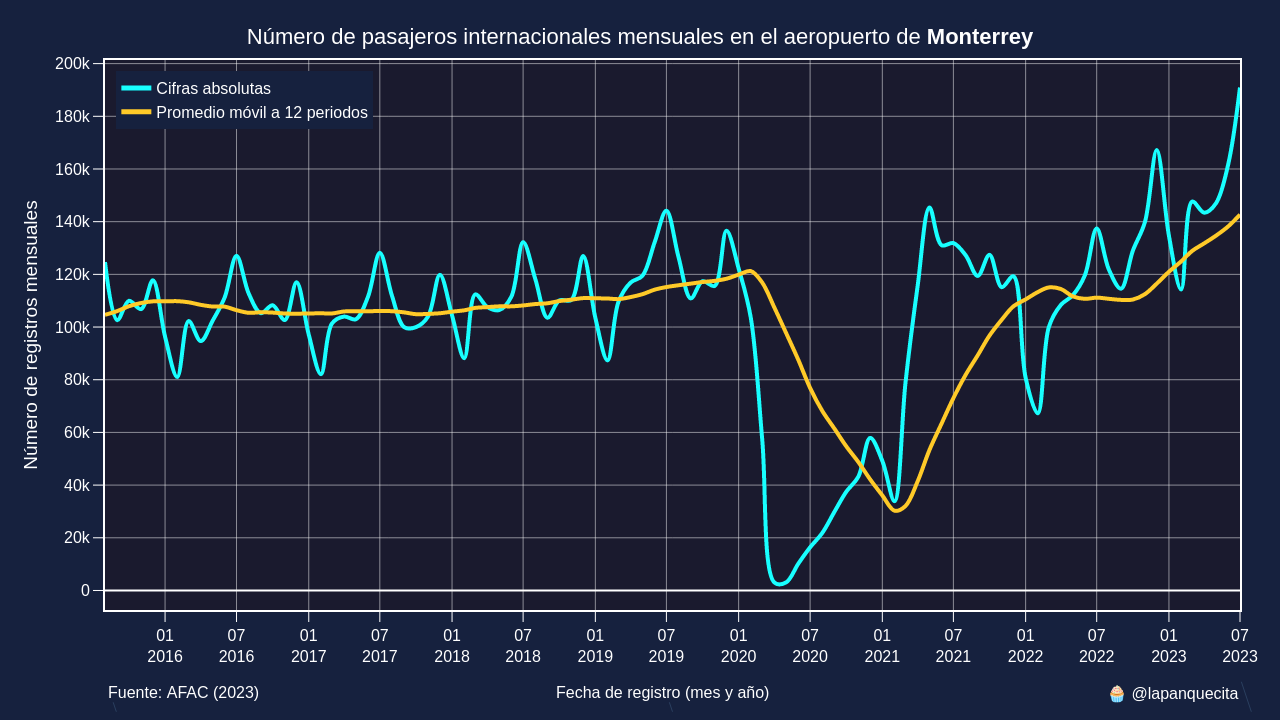 Número de pasajeros internacionales mensuales en el aeropuerto de Monterrey
Cifras absolutas
Promedio móvil a 12 periodos
Número de registros mensuales
200k
180k
160k
140k
120k
100k
80k
60k
40k
20k
0
01 07 01 07 01 07 01 07 01 07 01 07 01 07 01 07
2016 2016 2017 2017 2018 2018 2019 2019 2020 2020 2021 2021 2022 2022 2023 2023
Fuente: AFAC (2023) Fecha de registro (mes y año) 🧁 @lapanquecita